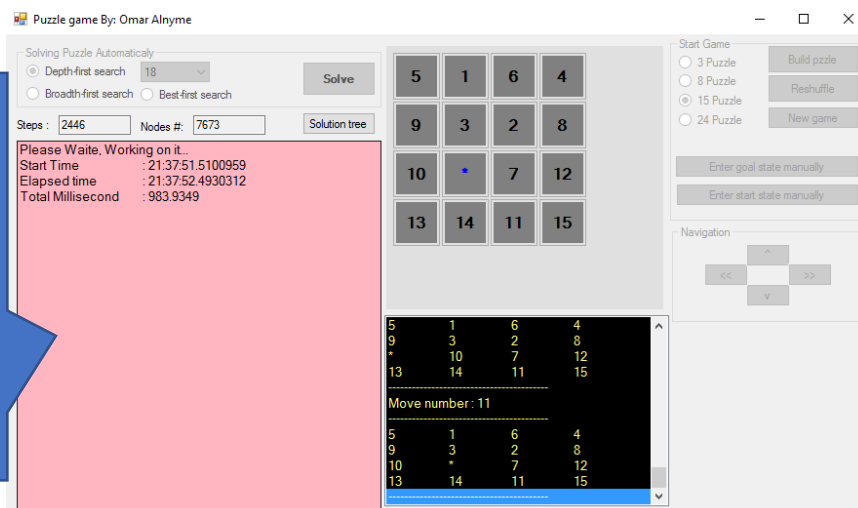 Puzzle game By: Omar Alnyme
Solving Puzzle Automaticaly
Depth-first search
18
Solve
Broadth-first search
Best-first search
Steps :
2446
Nodes #:
7673
Solution tree
Please Waite, Working on it...
Start Time : 21:37:51.5100959
Elapsed time : 21:37:52.4930312
Total Millisecond : 983.9349
5 1 6 4
9 3 2 8
10 * 7 12
13 14 11 15
5 1 6 4
9 3 2 8
* 10 7 12
13 14 11 15
--------------------------------------------------
Move number : 11
--------------------------------------------------
5 1 6 4
9 3 2 8
10 * 7 12
13 14 11 15
--------------------------------------------------
Start Game
3 Puzzle
Build pzzle
8 Puzzle
Reshuffle
15 Puzzle
24 Puzzle
New game
Enter goal state manually
Enter start state manually
Navigation
^
<<
>>
v